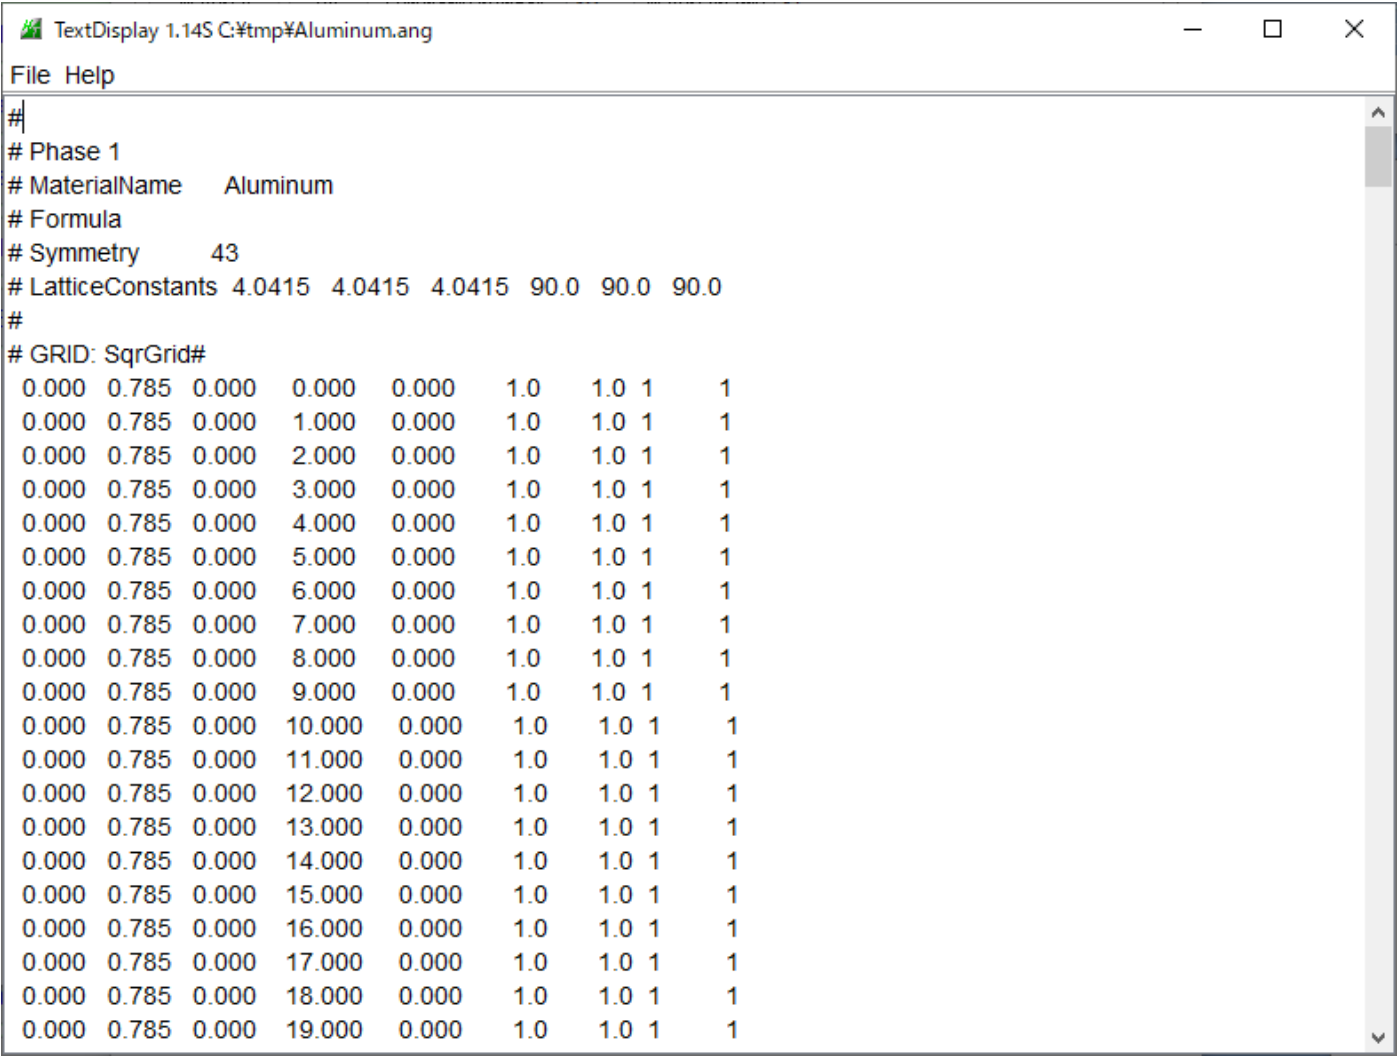 TextDisplay 1.14S C:¥tmp¥Aluminum.ang
File Help
#
# Phase 1
# MaterialName Aluminum
# Formula
# Symmetry 43
# LatticeConstants 4.0415 4.0415 4.0415 90.0 90.0 90.0
#
# GRID: SqrGrid#
0.000 0.785 0.000 0.000 0.000 1.0 1.0 1 1
0.000 0.785 0.000 1.000 0.000 1.0 1.0 1 1
0.000 0.785 0.000 2.000 0.000 1.0 1.0 1 1
0.000 0.785 0.000 3.000 0.000 1.0 1.0 1 1
0.000 0.785 0.000 4.000 0.000 1.0 1.0 1 1
0.000 0.785 0.000 5.000 0.000 1.0 1.0 1 1
0.000 0.785 0.000 6.000 0.000 1.0 1.0 1 1
0.000 0.785 0.000 7.000 0.000 1.0 1.0 1 1
0.000 0.785 0.000 8.000 0.000 1.0 1.0 1 1
0.000 0.785 0.000 9.000 0.000 1.0 1.0 1 1
0.000 0.785 0.000 10.000 0.000 1.0 1.0 1 1
0.000 0.785 0.000 11.000 0.000 1.0 1.0 1 1
0.000 0.785 0.000 12.000 0.000 1.0 1.0 1 1
0.000 0.785 0.000 13.000 0.000 1.0 1.0 1 1
0.000 0.785 0.000 14.000 0.000 1.0 1.0 1 1
0.000 0.785 0.000 15.000 0.000 1.0 1.0 1 1
0.000 0.785 0.000 16.000 0.000 1.0 1.0 1 1
0.000 0.785 0.000 17.000 0.000 1.0 1.0 1 1
0.000 0.785 0.000 18.000 0.000 1.0 1.0 1 1
0.000 0.785 0.000 19.000 0.000 1.0 1.0 1 1